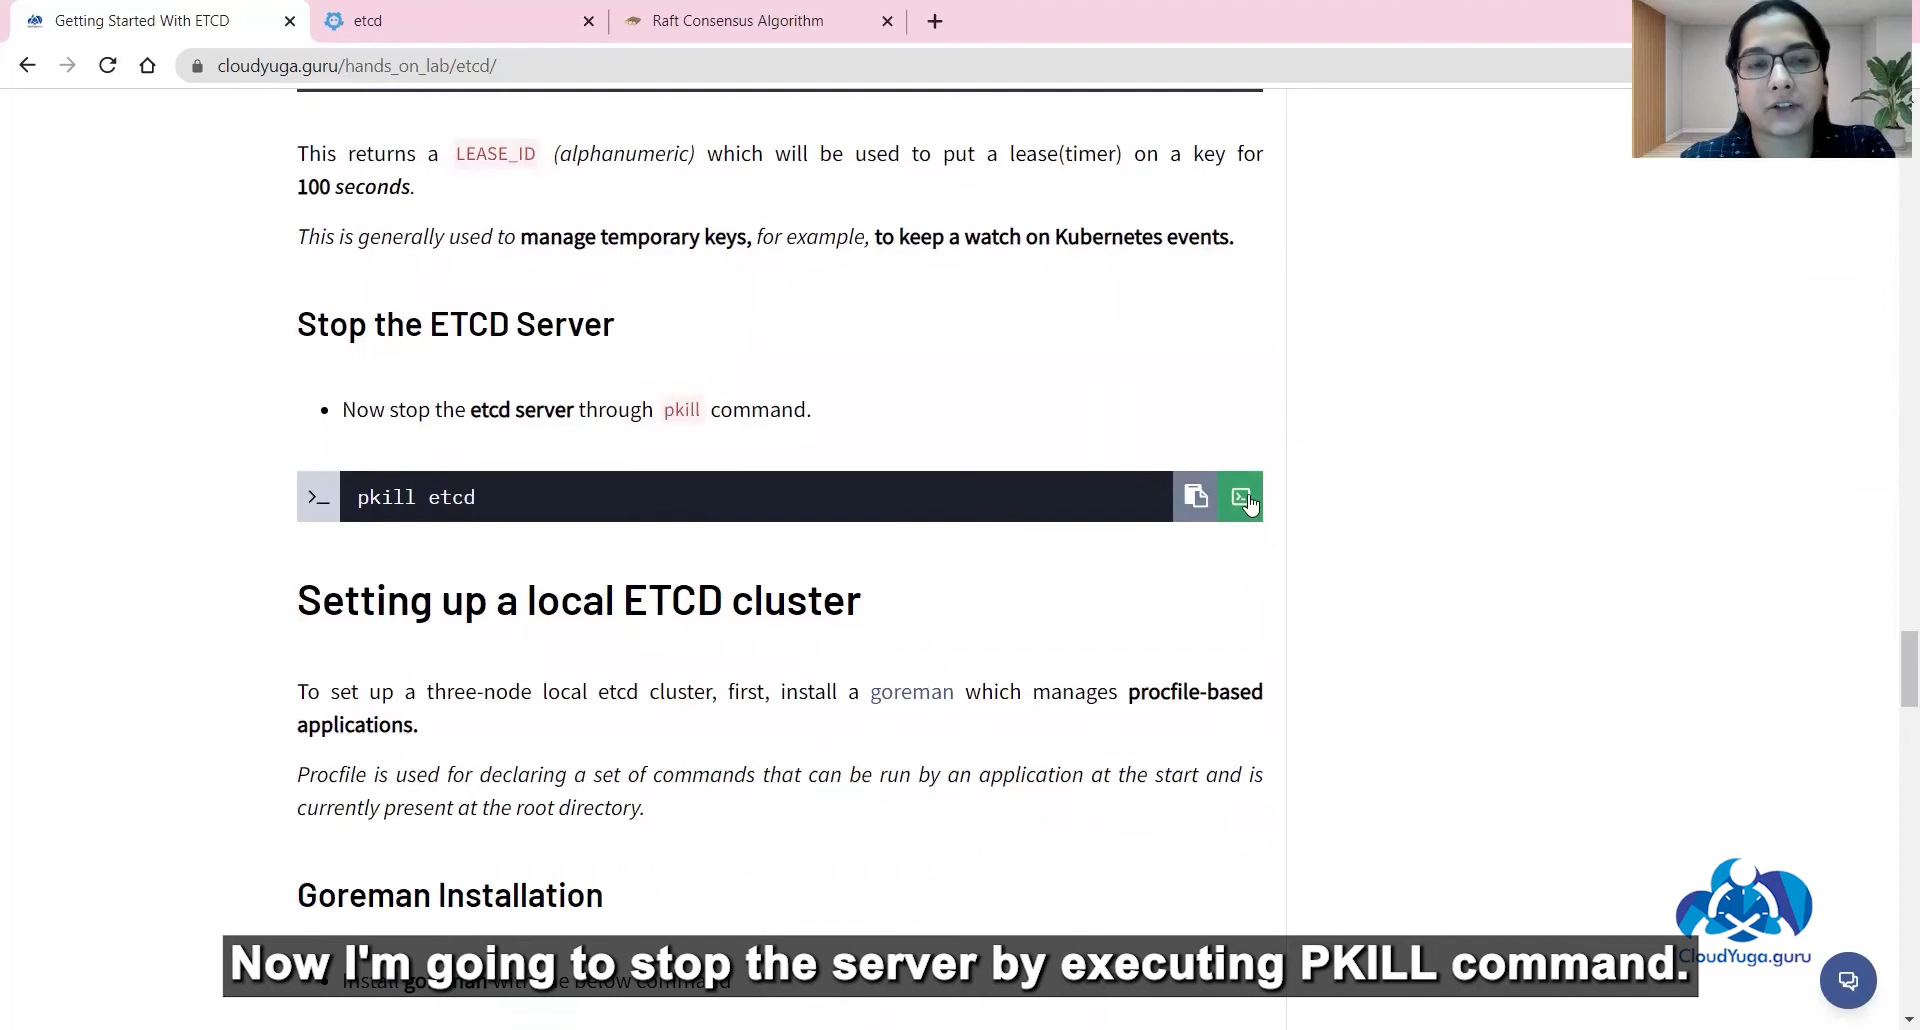 Getting Started With ETCD
etcd
Raft Consensus Algorithm
cloudyuga.guru/hands_on_lab/etcd/
This returns a LEASE_ID (alphanumeric) which will be used to put a lease(timer) on a key for
100 seconds.
This is generally used to manage temporary keys, for example, to keep a watch on Kubernetes events.
Stop the ETCD Server
• Now stop the etcd server through pkill command.
>_ pkill etcd
Setting up a local ETCD cluster
To set up a three-node local etcd cluster, first, install a goreman which manages procfile-based
applications.
Procfile is used for declaring a set of commands that can be run by an application at the start and is
currently present at the root directory.
Goreman Installation
Now I'm going to stop the server by executing PKILL command.
CloudYuga.guru
• Install goreman with the below command